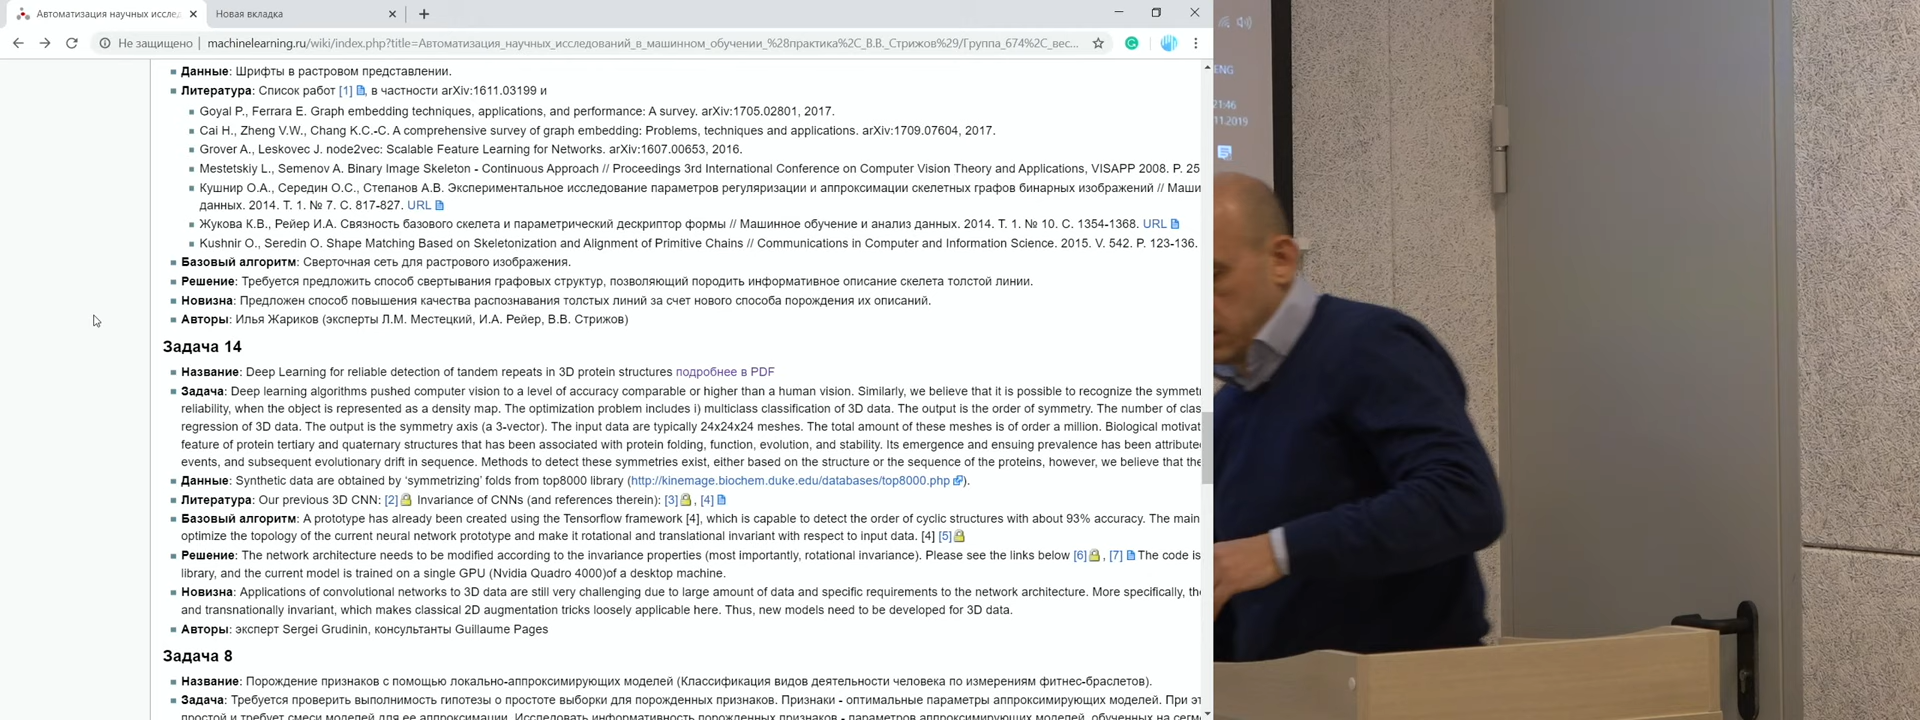 Автоматизация научных исслед
Новая вкладка
Не защищено | machinelearning.ru/wiki/index.php?title=Автоматизация_научных_исследований_в_машинном_обучении_%28практика%2C_В.В._Стрижов%29/Группа_674%2C_вес...
Данные: Шрифты в растровом представлении.
Литература: Список работ [1], в частности arXiv:1611.03199 и
Goyal P., Ferrara E. Graph embedding techniques, applications, and performance: A survey. arXiv:1705.02801, 2017.
Cai H., Zheng V.W., Chang K.C.-C. A comprehensive survey of graph embedding: Problems, techniques and applications. arXiv:1709.07604, 2017.
Grover A., Leskovec J. node2vec: Scalable Feature Learning for Networks. arXiv:1607.00653, 2016.
Mestetskiy L., Semenov A. Binary Image Skeleton - Continuous Approach // Proceedings 3rd International Conference on Computer Vision Theory and Applications, VISAPP 2008. P. 25
Кушнир О.А., Середин О.С., Степанов А.В. Экспериментальное исследование параметров регуляризации и аппроксимации скелетных графов бинарных изображений // Маши
данных. 2014. Т. 1. № 7. С. 817-827. URL
Жукова К.В., Рейер И.А. Связность базового скелета и параметрический дескриптор формы // Машинное обучение и анализ данных. 2014. Т. 1. № 10. С. 1354-1368. URL
Kushnir O., Seredin O. Shape Matching Based on Skeletonization and Alignment of Primitive Chains // Communications in Computer and Information Science. 2015. V. 542. P. 123-136.
Базовый алгоритм: Сверточная сеть для растрового изображения.
Решение: Требуется предложить способ свертывания графовых структур, позволяющий породить информативное описание скелета толстой линии.
Новизна: Предложен способ повышения качества распознавания толстых линий за счет нового способа порождения их описаний.
Авторы: Илья Жариков (эксперты Л.М. Местецкий, И.А. Рейер, В.В. Стрижов)
Задача 14
Название: Deep Learning for reliable detection of tandem repeats in 3D protein structures подробнее в PDF
Задача: Deep learning algorithms pushed computer vision to a level of accuracy comparable or higher than a human vision. Similarly, we believe that it is possible to recognize the symmetr
reliability, when the object is represented as a density map. The optimization problem includes i) multiclass classification of 3D data. The output is the order of symmetry. The number of clas
regression of 3D data. The output is the symmetry axis (a 3-vector). The input data are typically 24x24x24 meshes. The total amount of these meshes is of order a million. Biological motivat
feature of protein tertiary and quaternary structures that has been associated with protein folding, function, evolution, and stability. Its emergence and ensuing prevalence has been attribute
events, and subsequent evolutionary drift in sequence. Methods to detect these symmetries exist, either based on the structure or the sequence of the proteins, however, we believe that the
Данные: Synthetic data are obtained by ‘symmetrizing’ folds from top8000 library (http://kinemage.biochem.duke.edu/databases/top8000.php).
Литература: Our previous 3D CNN: [2] Invariance of CNNs (and references therein): [3], [4]
Базовый алгоритм: A prototype has already been created using the Tensorflow framework [4], which is capable to detect the order of cyclic structures with about 93% accuracy. The main
optimize the topology of the current neural network prototype and make it rotational and translational invariant with respect to input data. [4] [5]
Решение: The network architecture needs to be modified according to the invariance properties (most importantly, rotational invariance). Please see the links below [6], [7] The code is
library, and the current model is trained on a single GPU (Nvidia Quadro 4000)of a desktop machine.
Новизна: Applications of convolutional networks to 3D data are still very challenging due to large amount of data and specific requirements to the network architecture. More specifically, the
and transnationally invariant, which makes classical 2D augmentation tricks loosely applicable here. Thus, new models need to be developed for 3D data.
Авторы: эксперт Sergei Grudinin, консультанты Guillaume Pages
Задача 8
Название: Порождение признаков с помощью локально-аппроксимирующих моделей (Классификация видов деятельности человека по измерениям фитнес-браслетов).
Задача: Требуется проверить выполнимость гипотезы о простоте выборки для порожденных признаков. Признаки - оптимальные параметры аппроксимирующих моделей. При эт
простой и требует смеси моделей для ее аппроксимации. Исследовать информативность порожденных признаков - параметров аппроксимирующих моделей, обученных на сегм
ENG
21:46
11.2019